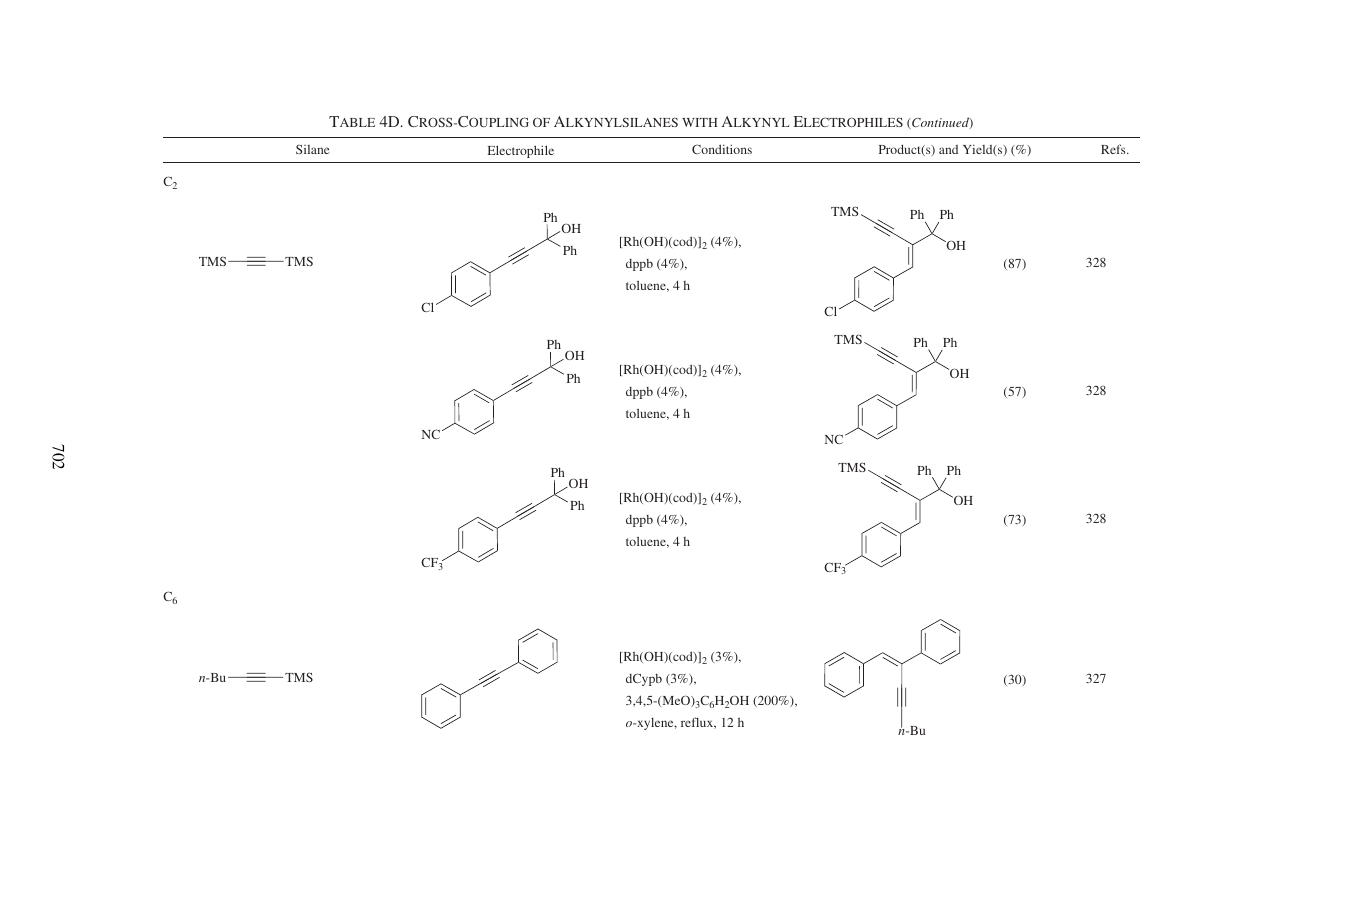 TABLE 4D. CROSS-COUPLING OF ALKYNYLSILANES WITH ALKYNYL ELECTROPHILES (Continued)
Silane Electrophile Conditions Product(s) and Yield(s) (%) Refs.
C2
TMS TMS
Ph
OH
Ph
Cl
[Rh(OH)(cod)]2 (4%),
dppb (4%),
toluene, 4 h
TMS
Ph Ph
OH
Cl
(87)
328
Ph
OH
Ph
NC
[Rh(OH)(cod)]2 (4%),
dppb (4%),
toluene, 4 h
TMS
Ph Ph
OH
NC
(57)
328
Ph
OH
Ph
CF3
[Rh(OH)(cod)]2 (4%),
dppb (4%),
toluene, 4 h
TMS
Ph Ph
OH
CF3
(73)
328
C6
n-Bu TMS
[Rh(OH)(cod)]2 (3%),
dCypb (3%),
3,4,5-(MeO)3C6H2OH (200%),
o-xylene, reflux, 12 h
n-Bu
(30)
327
702